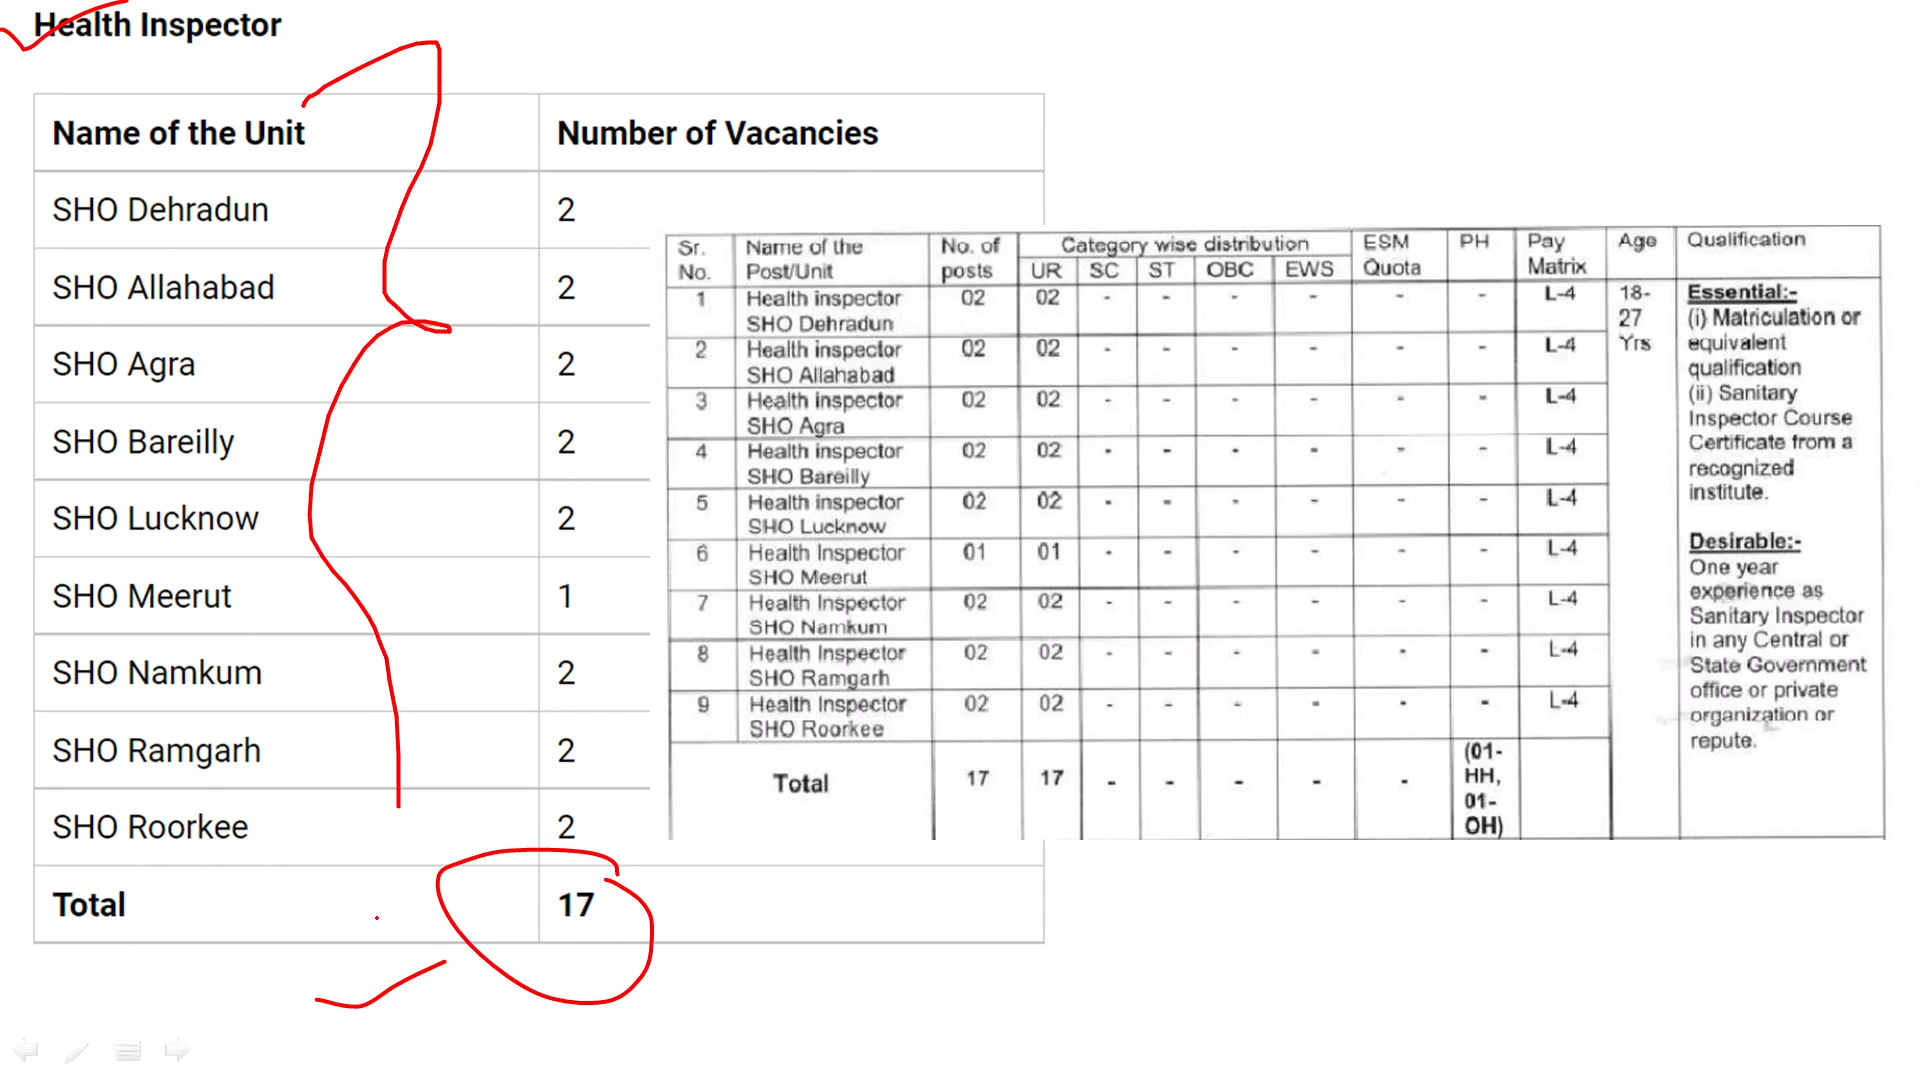 Health Inspector
Name of the Unit Number of Vacancies
SHO Dehradun 2
SHO Allahabad 2
SHO Agra 2
SHO Bareilly 2
SHO Lucknow 2
SHO Meerut 1
SHO Namkum 2
SHO Ramgarh 2
SHO Roorkee 2
Total 17
Sr. No. Name of the Post/Unit No. of posts Category wise distribution ESM Quota PH Pay Matrix Age Qualification
UR SC ST OBC EWS
1 Health inspector 02 02 - - - - - - L-4
SHO Dehradun
2 Health inspector 02 02 - - - - - - L-4
SHO Allahabad
3 Health inspector 02 02 - - - - - - L-4
SHO Agra
4 Health inspector 02 02 - - - - - - L-4
SHO Bareilly
5 Health inspector 02 02 - - - - - - L-4
SHO Lucknow
6 Health Inspector 01 01 - - - - - - L-4
SHO Meerut
7 Health Inspector 02 02 - - - - - - L-4
SHO Namkum
8 Health Inspector 02 02 - - - - - - L-4
SHO Ramgarh
9 Health Inspector 02 02 - - - - - - L-4
SHO Roorkee
Total 17 17 - - - - - (01-
HH,
01-
OH)
18-
27
Yrs
Essential:-
(i) Matriculation or
equivalent
qualification
(ii) Sanitary
Inspector Course
Certificate from a
recognized
institute.
Desirable:-
One year
experience as
Sanitary Inspector
in any Central or
State Government
office or private
organization or
repute.